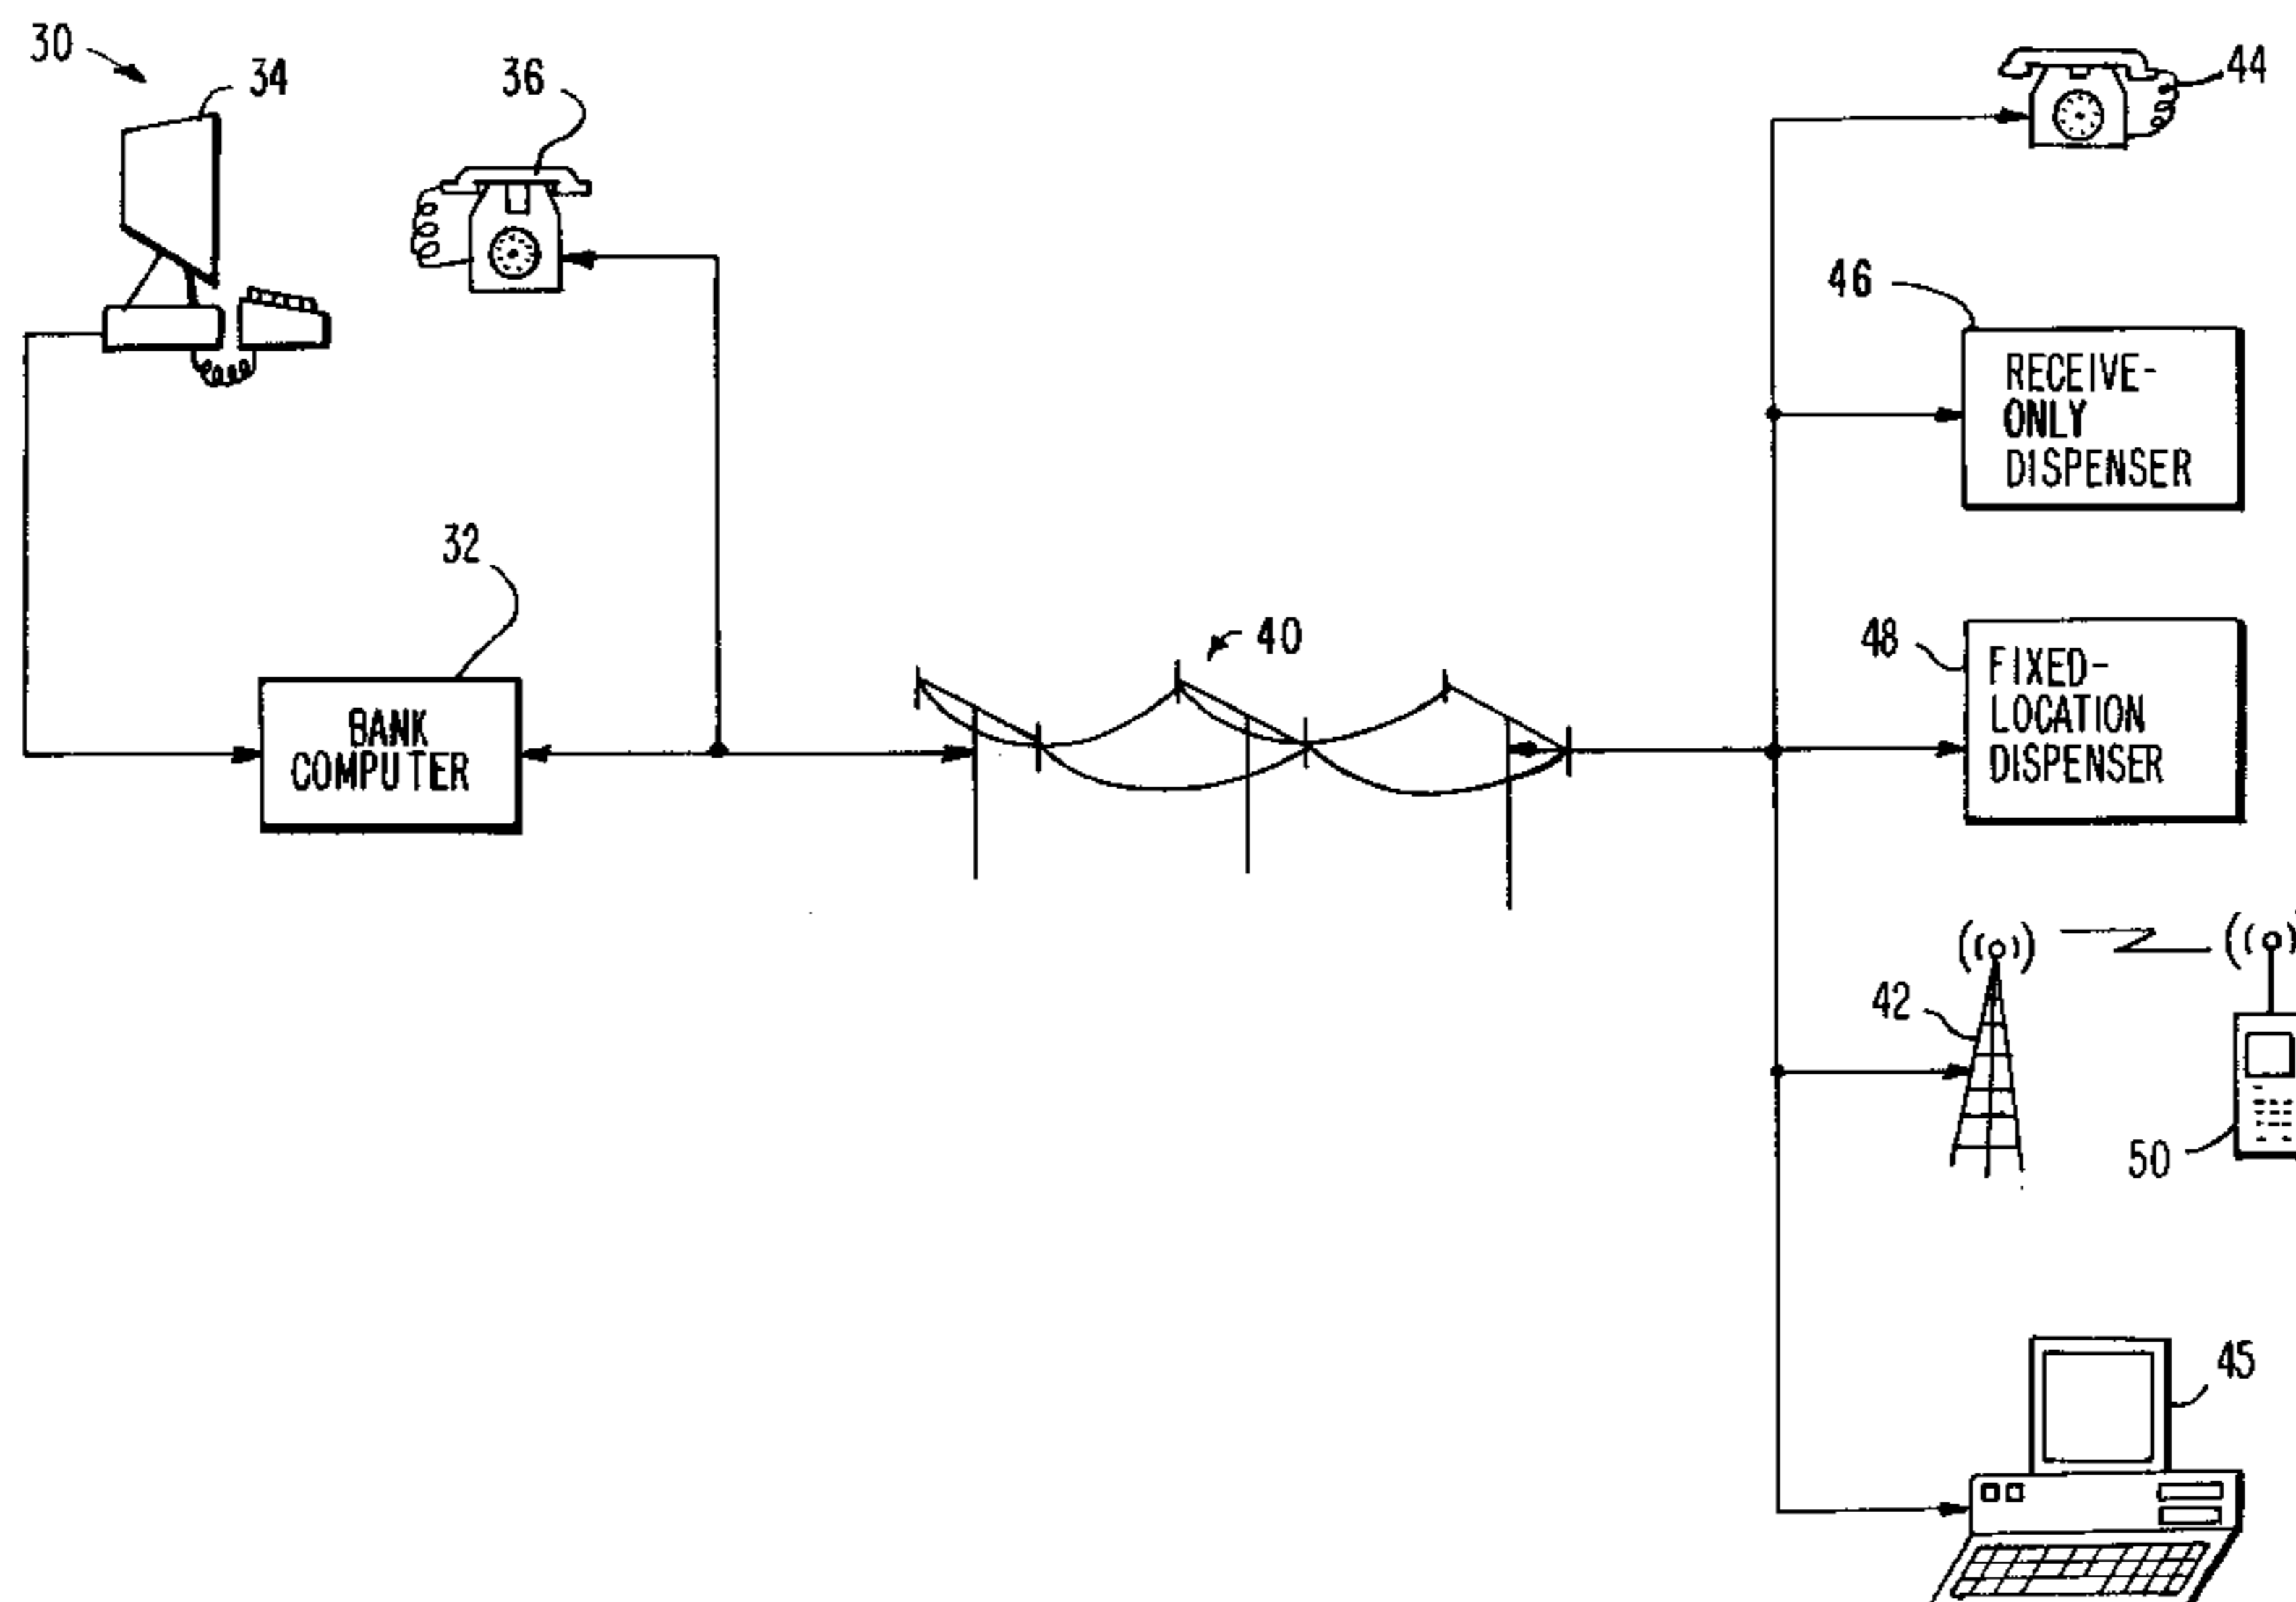 30
34
36
44
46
RECEIVE-
ONLY
DISPENSER
32
BANK
COMPUTER
40
48
FIXED-
LOCATION
DISPENSER
42
50
45